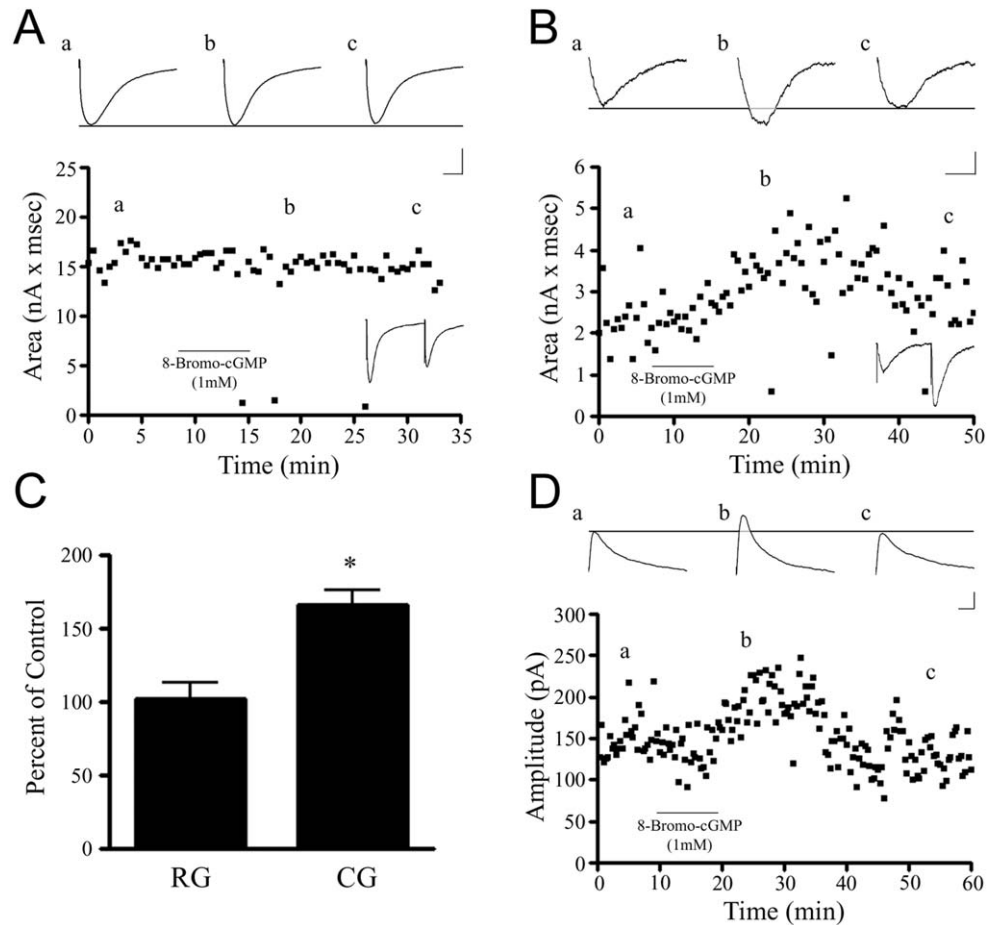 A
a b c
25
20
15
10
5
0
Area (nA x msec)
a b c
8-Bromo-cGMP
(1mM)
0 5 10 15 20 25 30 35
Time (min)
B
a b c
6
5
4
3
2
1
0
Area (nA x msec)
a b c
8-Bromo-cGMP
(1mM)
0 10 20 30 40 50
Time (min)
C
200
150
100
50
0
Percent of Control
*
RG CG
D
a b c
300
250
200
150
100
50
0
Amplitude (pA)
a b c
8-Bromo-cGMP
(1mM)
0 10 20 30 40 50 60
Time (min)